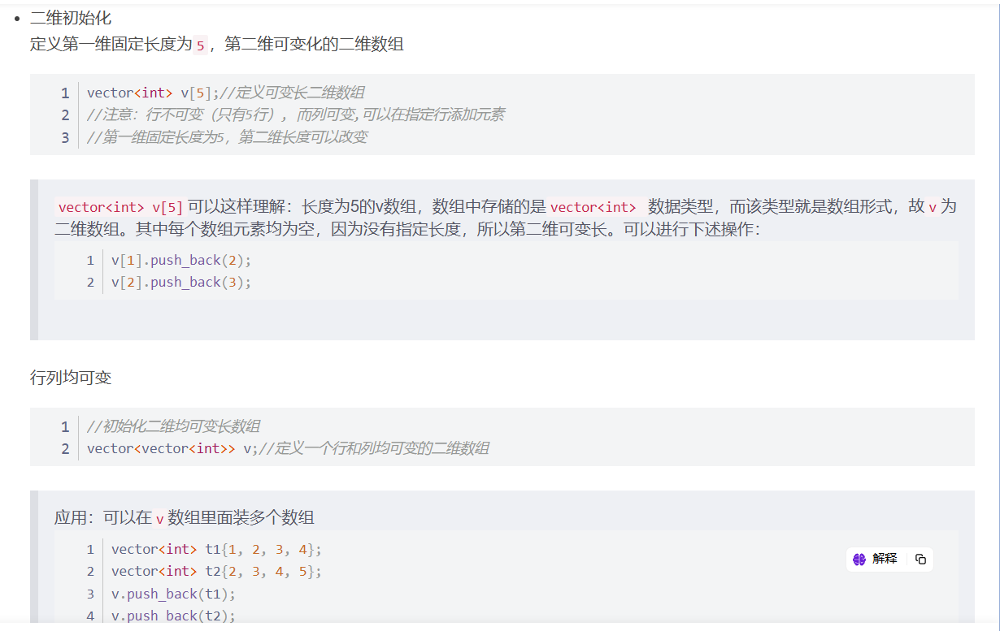 二维初始化
定义第一维固定长度为 5 ，第二维可变化的二维数组
1 vector<int> v[5];//定义可变长二维数组
2 //注意：行不可变（只有5行），而列可变,可以在指定行添加元素
3 //第一维固定长度为5，第二维长度可以改变
vector<int> v[5] 可以这样理解：长度为5的v数组，数组中存储的是 vector<int> 数据类型，而该类型就是数组形式，故 v 为
二维数组。其中每个数组元素均为空，因为没有指定长度，所以第二维可变长。可以进行下述操作：
1 v[1].push_back(2);
2 v[2].push_back(3);
行列均可变
1 //初始化二维均可变长数组
2 vector<vector<int>> v;//定义一个行和列均可变的二维数组
应用：可以在 v 数组里面装多个数组
1 vector<int> t1{1, 2, 3, 4};
解释
2 vector<int> t2{2, 3, 4, 5};
3 v.push_back(t1);
4 v.push_back(t2);